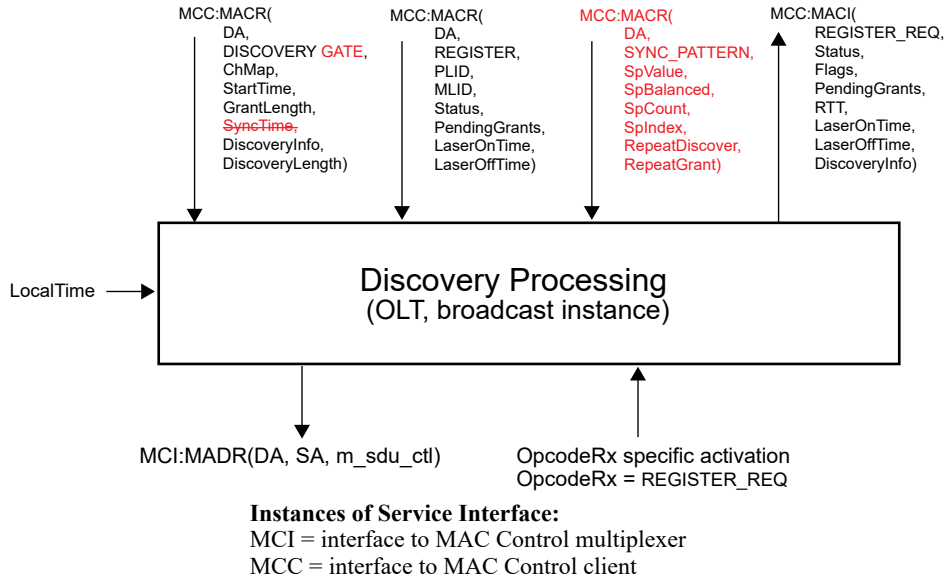 MCC:MACR(
DA,
DISCOVERY GATE,
ChMap,
StartTime,
GrantLength,
SyncTime,
DiscoveryInfo,
DiscoveryLength)
MCC:MACR(
DA,
REGISTER,
PLID,
MLID,
Status,
PendingGrants,
LaserOnTime,
LaserOffTime)
MCC:MACR(
DA,
SYNC_PATTERN,
SpValue,
SpBalanced,
SpCount,
SpIndex,
RepeatDiscover,
RepeatGrant)
MCC:MACI(
REGISTER_REQ,
Status,
Flags,
PendingGrants,
RTT,
LaserOnTime,
LaserOffTime,
DiscoveryInfo)
LocalTime
Discovery Processing
(OLT, broadcast instance)
MCI:MADR(DA, SA, m_sdu_ctl)
OpcodeRx specific activation
OpcodeRx = REGISTER_REQ
Instances of Service Interface:
MCI = interface to MAC Control multiplexer
MCC = interface to MAC Control client